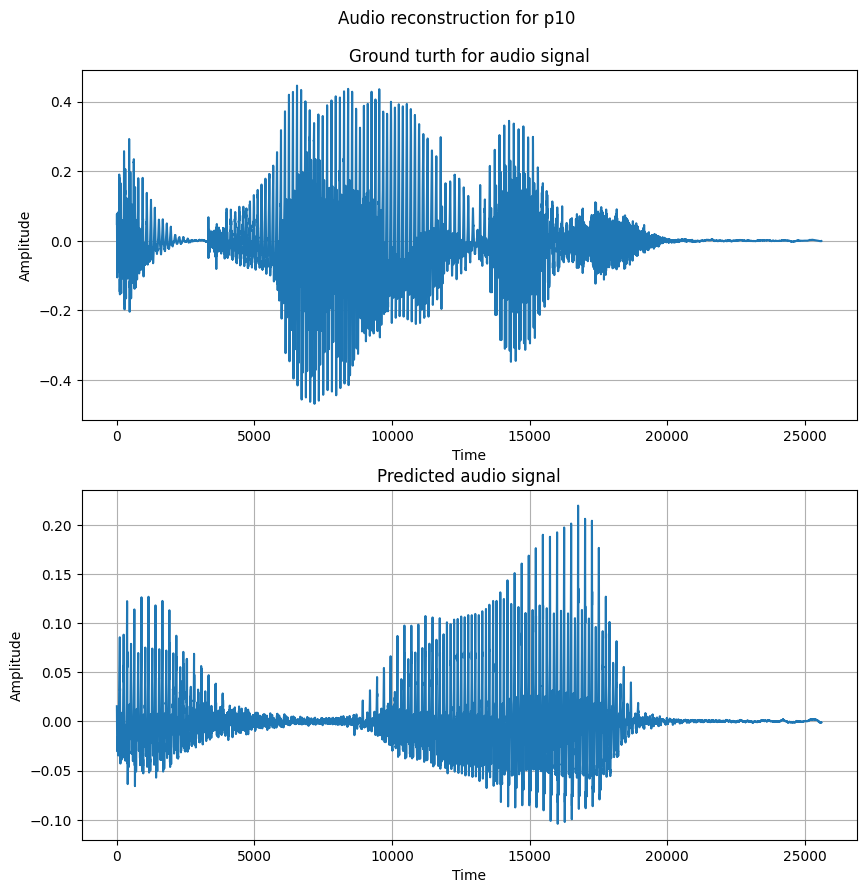 Audio reconstruction for p10
Ground turth for audio signal
0.4
0.2
0.0
−0.2
−0.4
Amplitude
0 5000 10000 15000 20000 25000
Time
Predicted audio signal
0.20
0.15
0.10
0.05
0.00
−0.05
−0.10
Amplitude
0 5000 10000 15000 20000 25000
Time